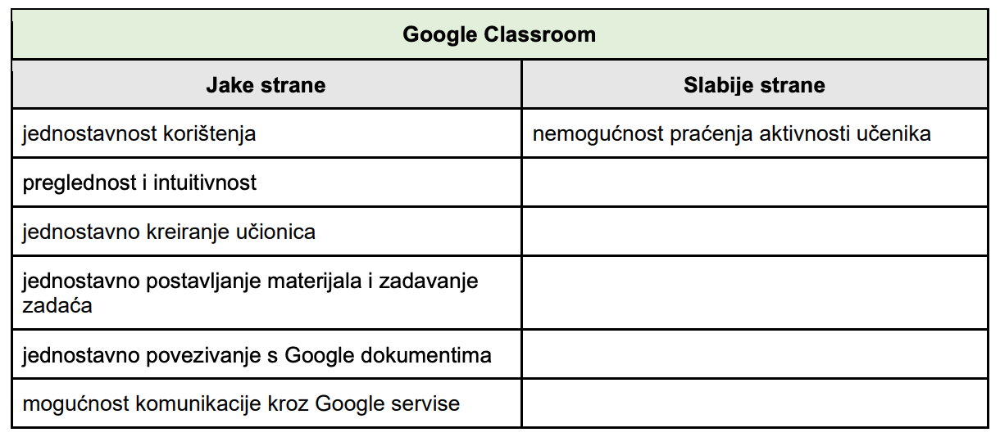 Google Classroom
Jake strane
Slabije strane
jednostavnost korištenja
nemogućnost praćenja aktivnosti učenika
preglednost i intuitivnost
jednostavno kreiranje učionica
jednostavno postavljanje materijala i zadavanje
zadaća
jednostavno povezivanje s Google dokumentima
mogućnost komunikacije kroz Google servise